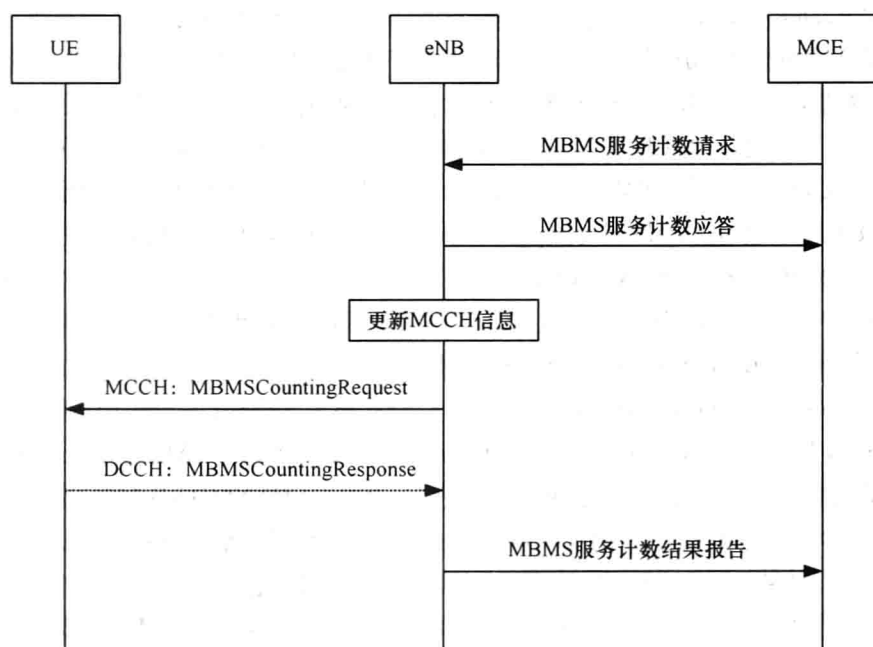 UE
eNB
MCE
MBMS服务计数请求
MBMS服务计数应答
更新MCCH信息
MCCH：MBMSCountingRequest
DCCH：MBMSCountingResponse
MBMS服务计数结果报告